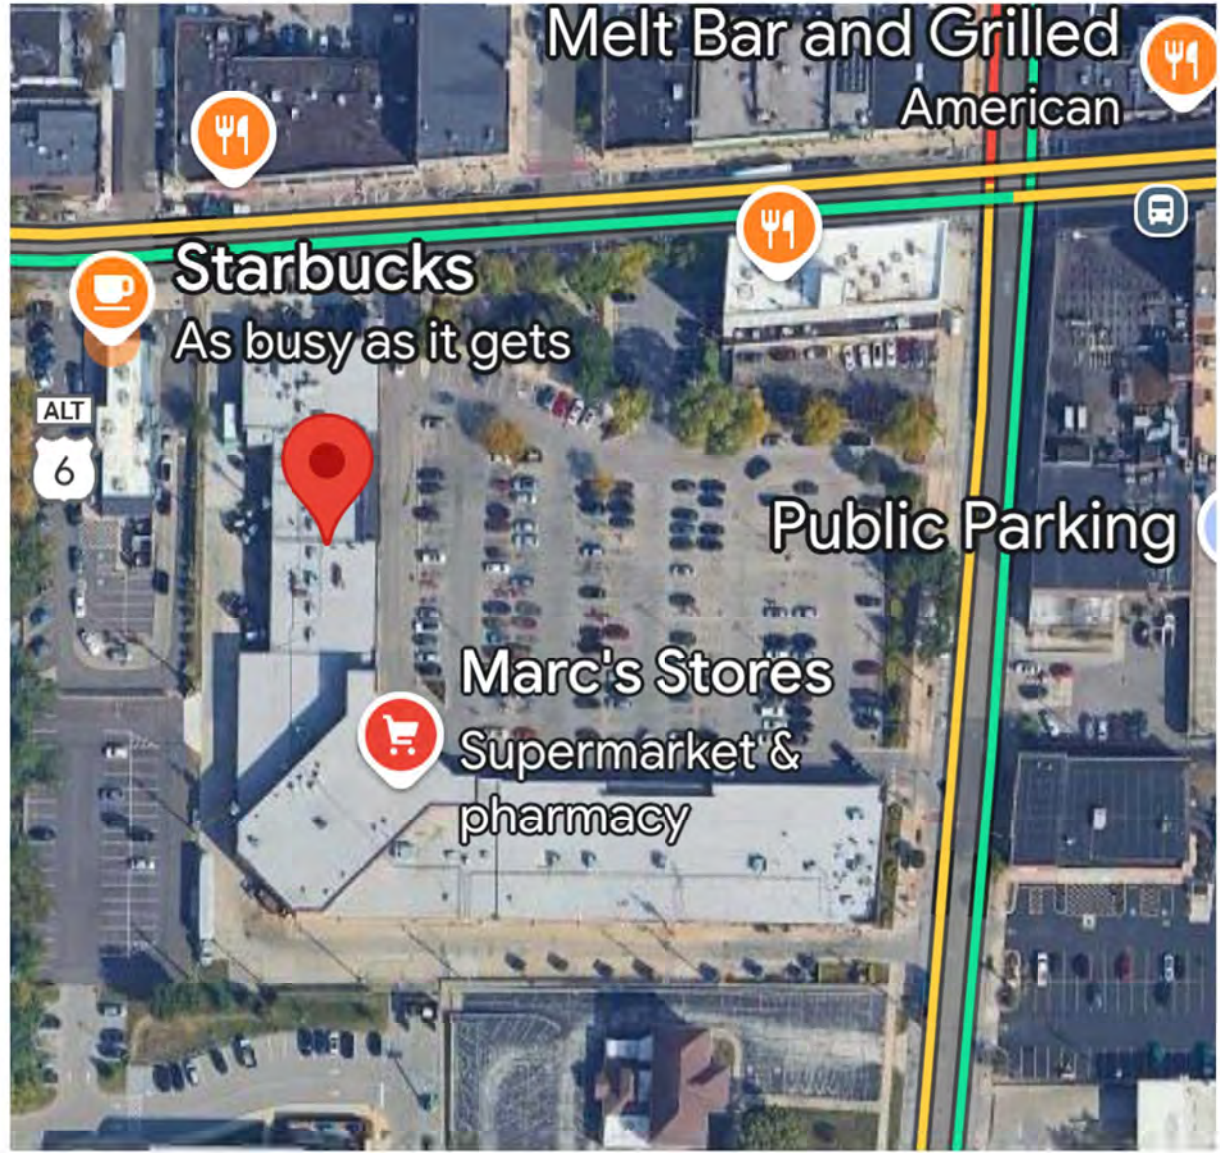 Melt Bar and Grilled
American
Starbucks
As busy as it gets
ALT
6
Public Parking
Marc's Stores
Supermarket &
pharmacy